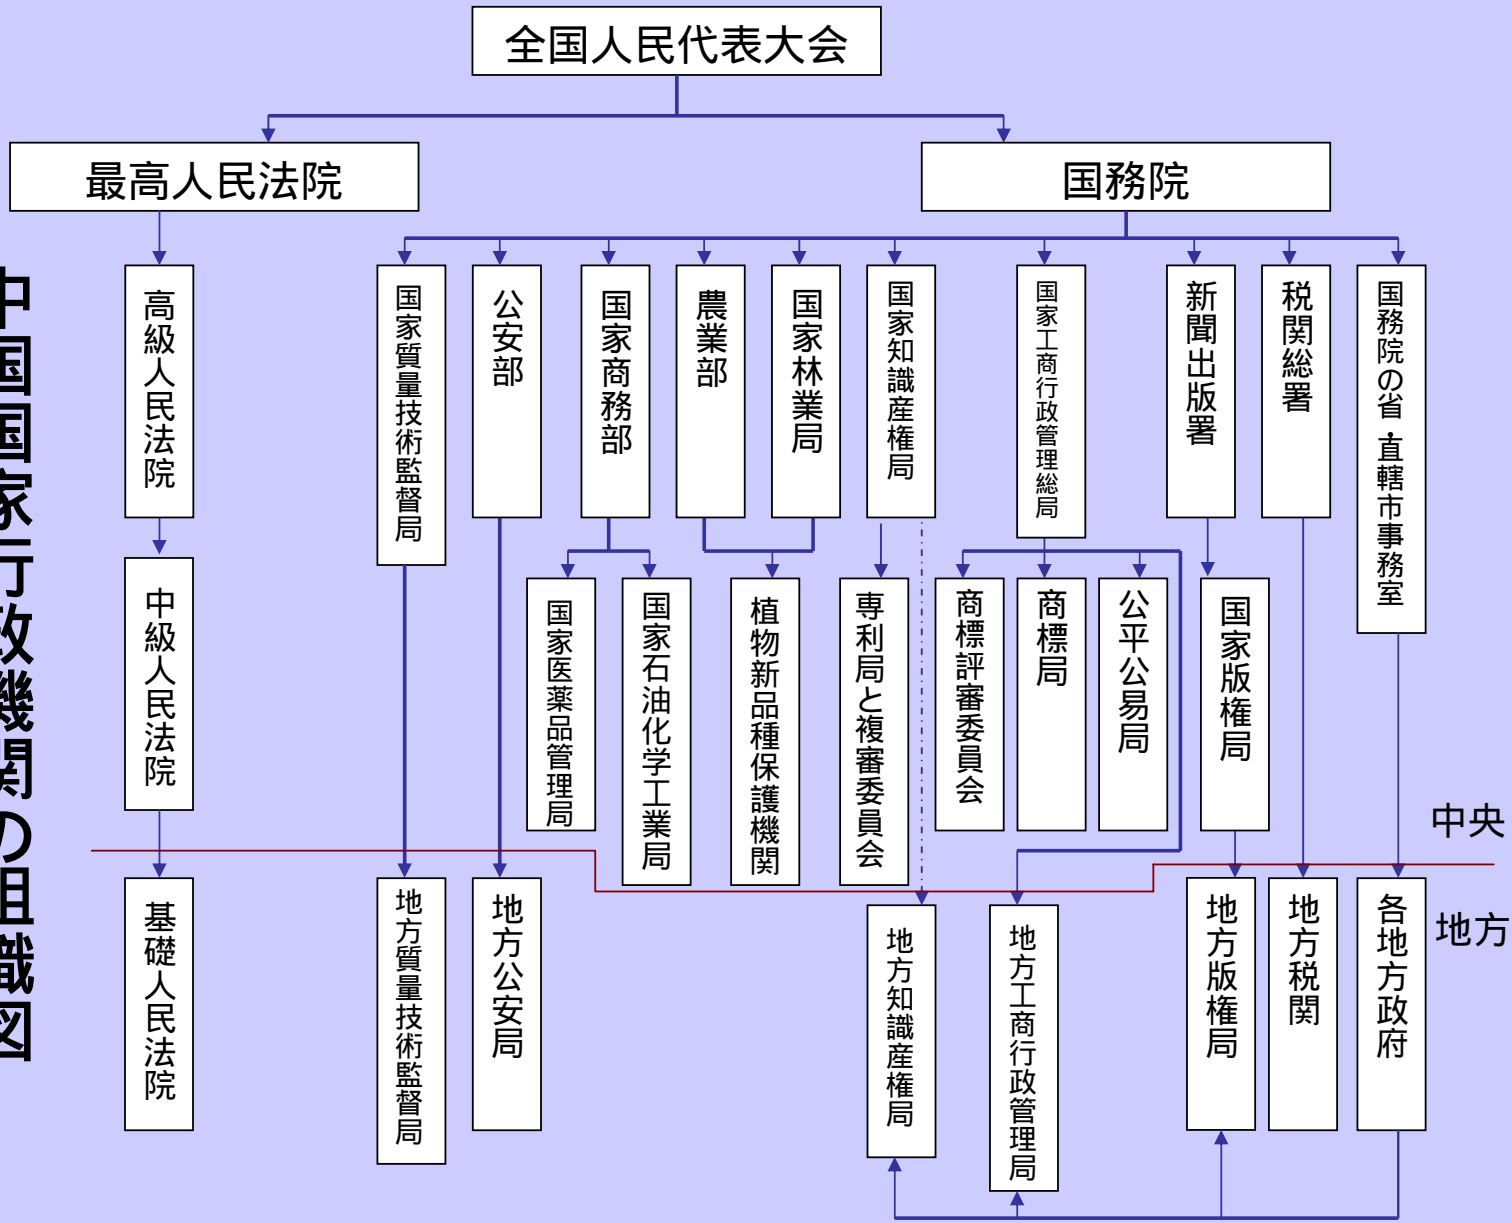 全国人民代表大会
最高人民法院
国務院
中国国家行政機関の組織図
高級人民法院
国家質量技術監督局
公安部
国家商務部
農業部
国家林業局
国家知識産権局
国家工商行政管理総局
新聞出版署
税関総署
国務院の省・直轄市事務室
中級人民法院
国家医薬品管理局
国家石油化学工業局
植物新品種保護機関
専利局と複審委員会
商標評審委員会
商標局
公平公易局
国家版権局
中央
基礎人民法院
地方質量技術監督局
地方公安局
地方知識産権局
地方工商行政管理局
地方版権局
地方税関
各地方政府
地方